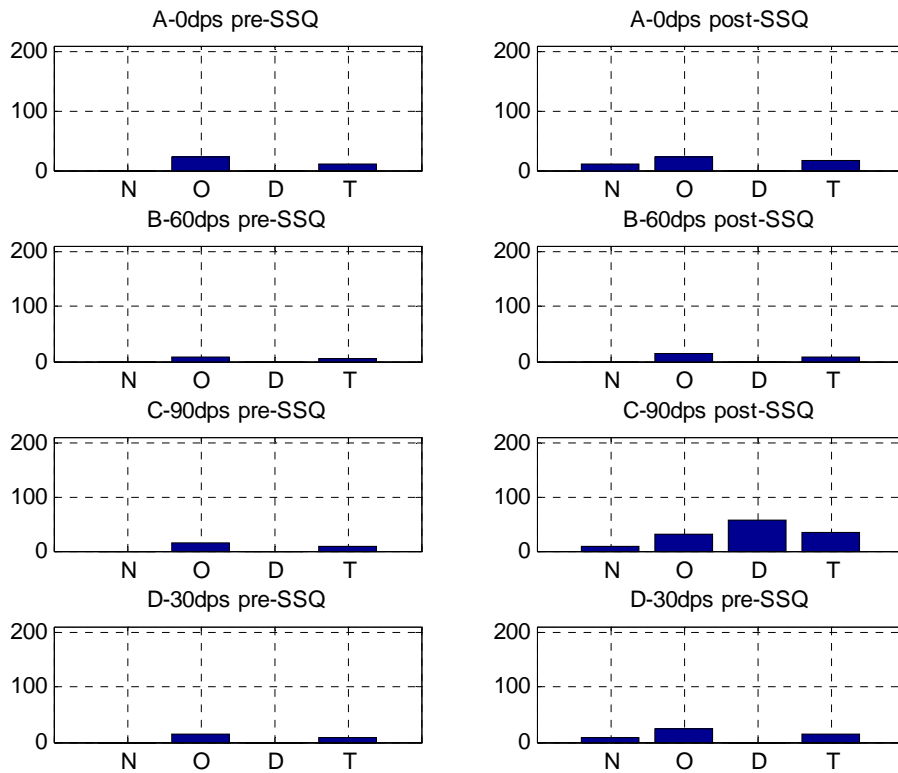 A-0dps pre-SSQ
A-0dps post-SSQ
200
100
0
N O D T
200
100
0
N O D T
B-60dps pre-SSQ
B-60dps post-SSQ
200
100
0
N O D T
200
100
0
N O D T
C-90dps pre-SSQ
C-90dps post-SSQ
200
100
0
N O D T
200
100
0
N O D T
D-30dps pre-SSQ
D-30dps pre-SSQ
200
100
0
N O D T
200
100
0
N O D T